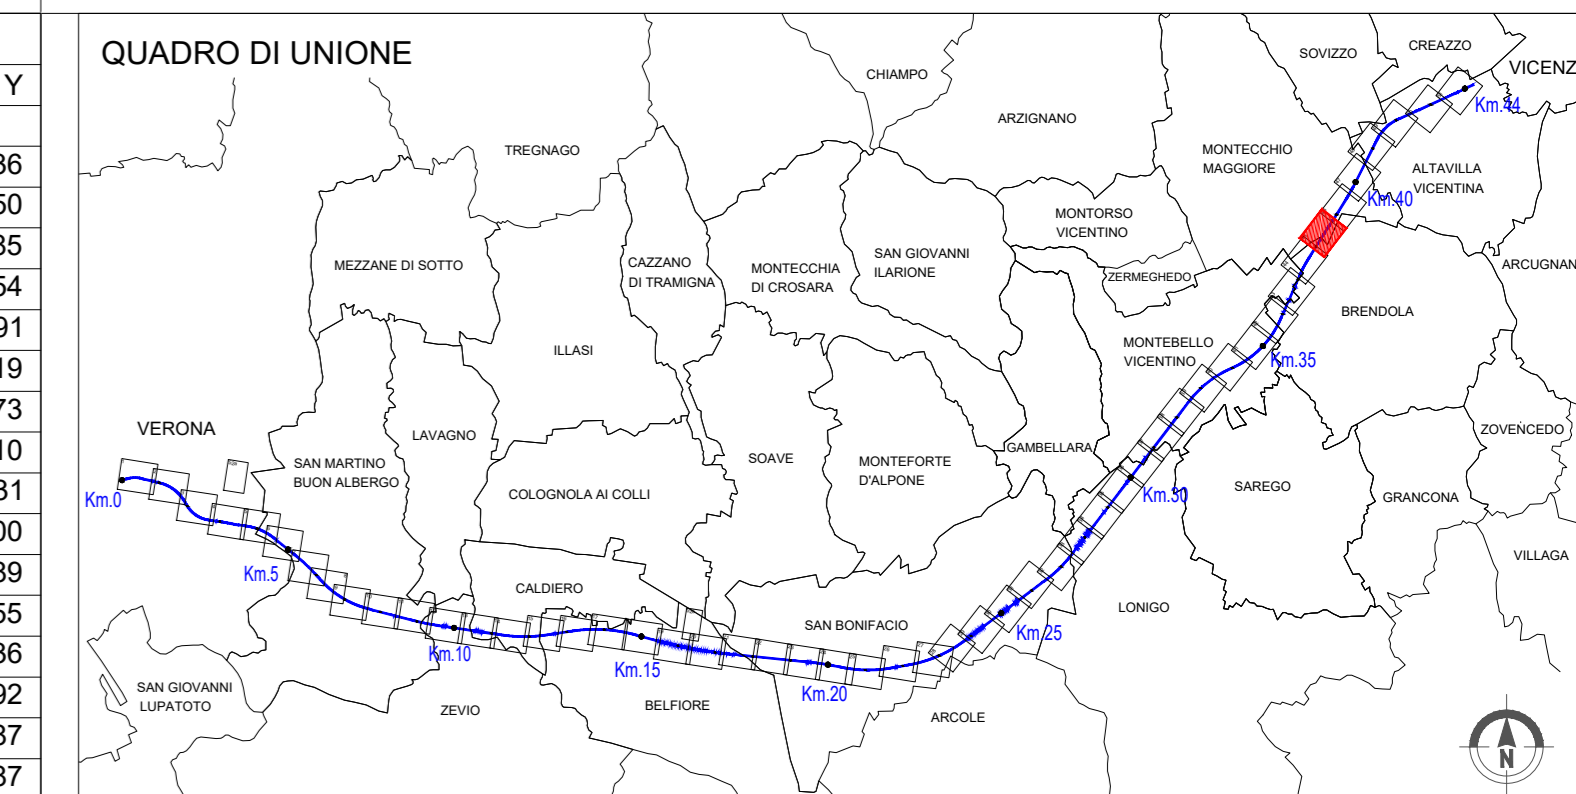 QUADRO DI UNIONE
Y
36
50
35
54
91
19
73
10
31
00
39
55
36
92
37
37
CREAZZO
SOVIZZO
VICENZ
CHIAMPO
Km.44
ARZIGNANO
TREGNAGO
MONTECCHIO
MAGGIORE
ALTAVILLA
VICENTINA
Km.40
MONTORSO
VICENTINO
SAN GIOVANNI
ILARIONE
MEZZANE DI SOTTO
CAZZANO
DI TRAMIGNA
MONTECCHIA
DI CROSARA
ZERMEGHEDO
ARCUGNAN
BRENDOLA
ILLASI
MONTEBELLO
VICENTINO
Km.35
VERONA
LAVAGNO
SAN MARTINO
BUON ALBERGO
SOAVE
MONTEFORTE
D'ALPONE
GAMBELLARA
ZOVENCEDO
Km.0
COLOGNOLA AI COLLI
Km.30
SAREGO
GRANCONA
VILLAGA
Km.5
CALDIERO
LONIGO
SAN BONIFACIO
Km.25
Km.10
Km.15
Km.20
SAN GIOVANNI
LUPATOTO
ZEVIO
BELFIORE
ARCOLE
N